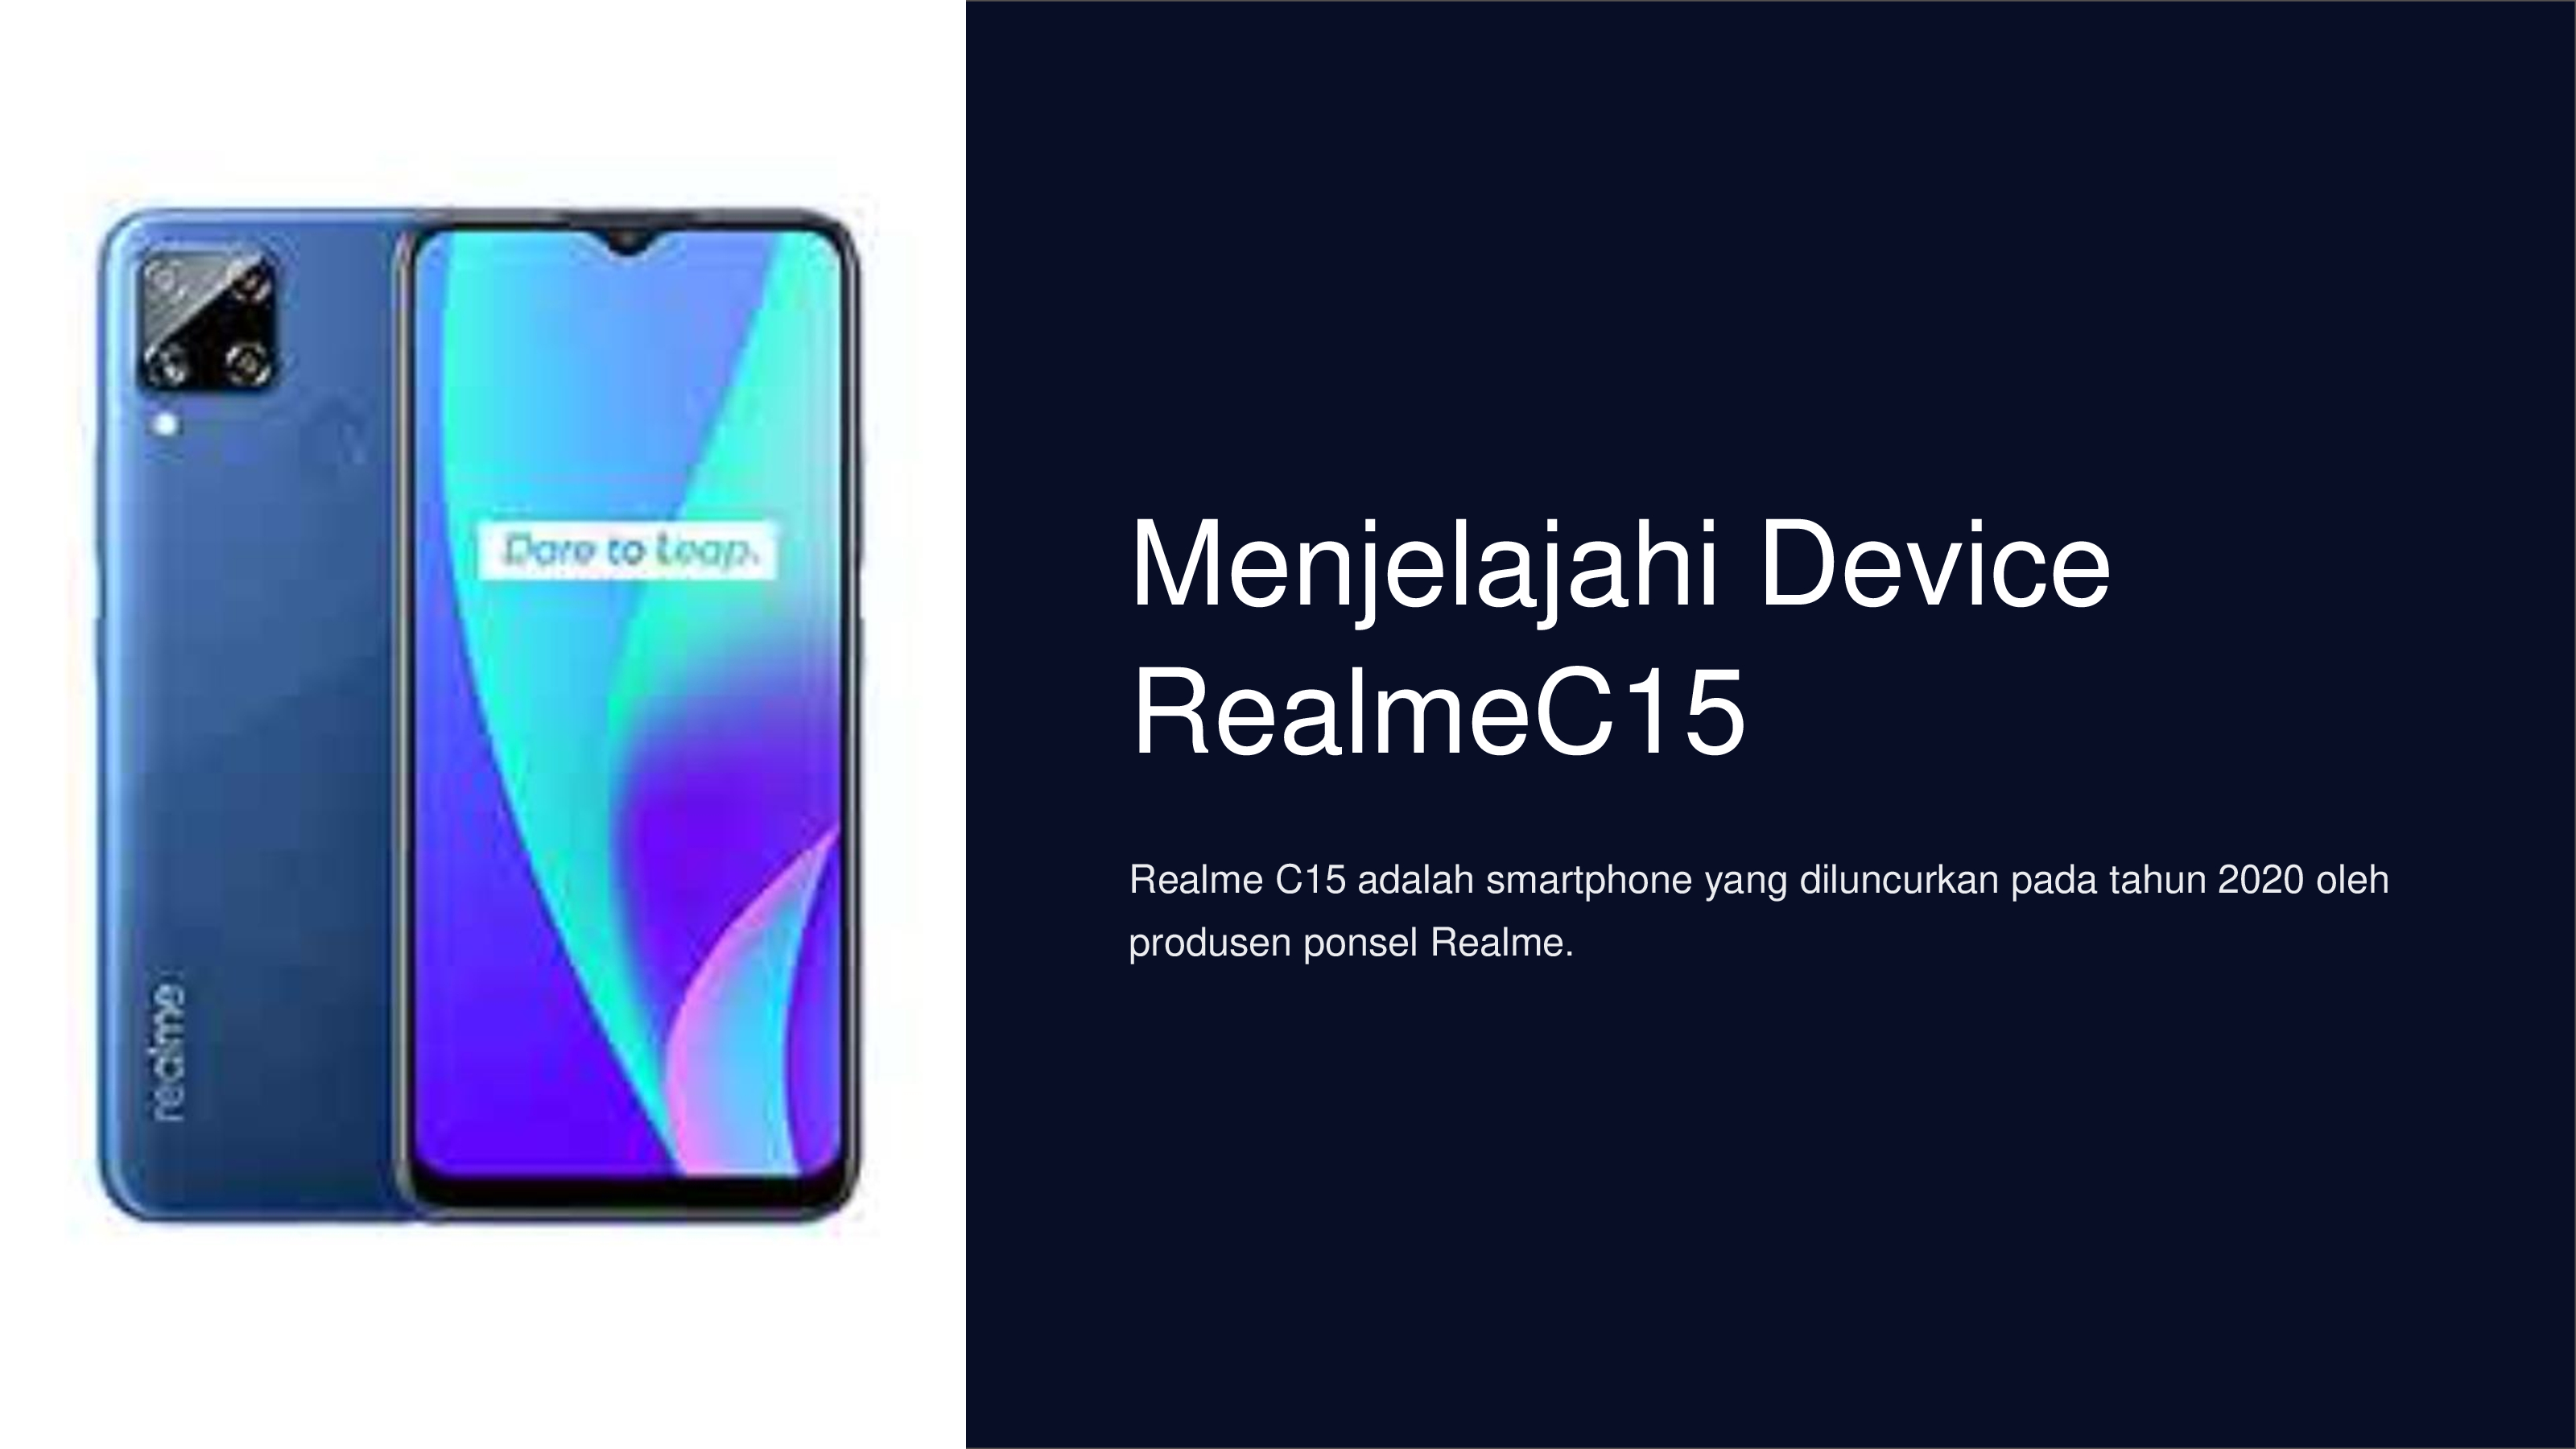 Dare to Leap.
realme
Menjelajahi Device
RealmeC15
Realme C15 adalah smartphone yang diluncurkan pada tahun 2020 oleh
produsen ponsel Realme.